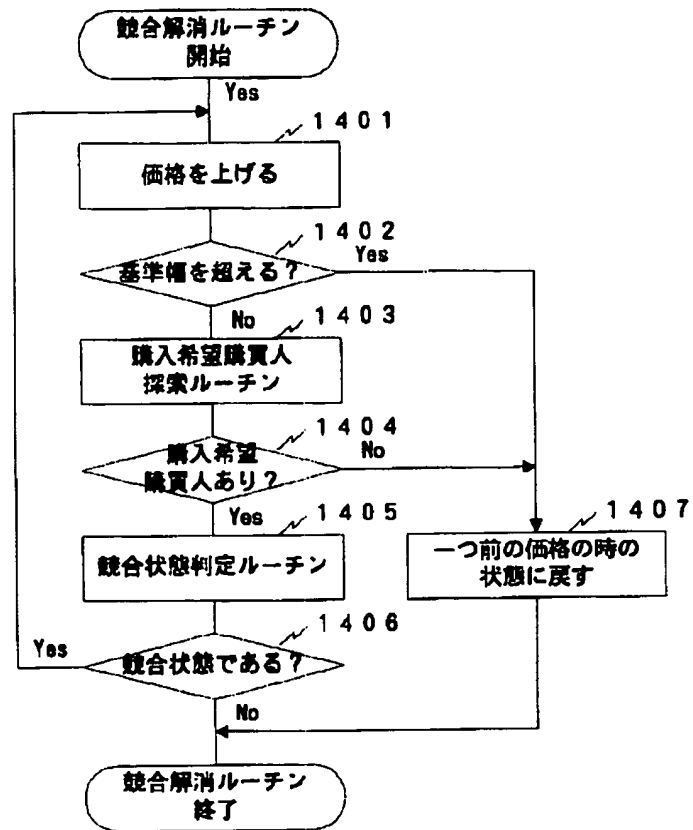 競合解消ルーチン
開始
Yes
1401
価格を上げる
1402
基準幅を超える？
Yes
No
1403
購入希望購買人
探索ルーチン
1404
購入希望
購買人あり？
No
Yes
1405
競合状態判定ルーチン
1407
一つ前の価格の時の
状態に戻す
1406
競合状態である？
Yes
No
競合解消ルーチン
終了